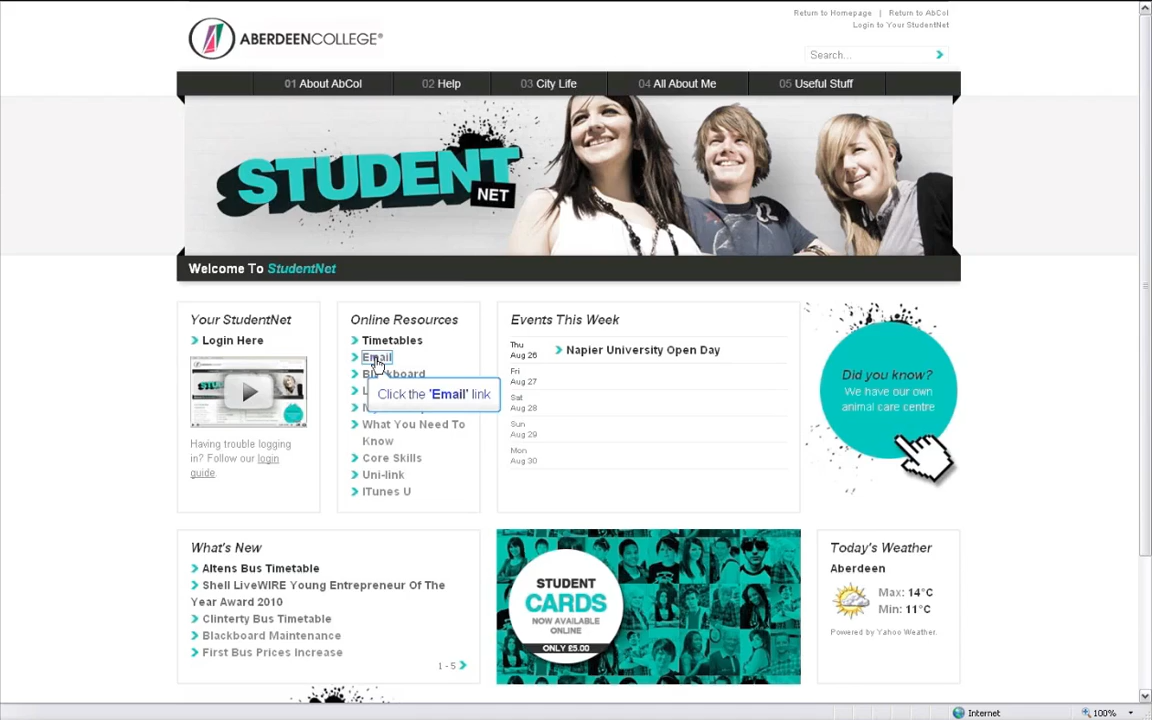 Return to Homepage | Return to AbCol
Login to Your StudentNet
ABERDEENCOLLEGE®
Search...
01 About AbCol
02 Help
03 City Life
04 All About Me
05 Useful Stuff
STUDENT
NET
Welcome To StudentNet
Your StudentNet
Login Here
Having trouble logging
in? Follow our login
guide.
Online Resources
Timetables
Email
Click the 'Email' link
What You Need To
Know
Core Skills
Uni-link
ITunes U
Events This Week
Thu
Aug 26
Napier University Open Day
Fri
Aug 27
Sat
Aug 28
Sun
Aug 29
Mon
Aug 30
Did you know?
We have our own
animal care centre
What's New
Altens Bus Timetable
Shell LiveWIRE Young Entrepreneur Of The
Year Award 2010
Clinterty Bus Timetable
Blackboard Maintenance
First Bus Prices Increase
1 - 5
STUDENT
CARDS
NOW AVAILABLE
ONLINE
ONLY £5.00
Today's Weather
Aberdeen
Max: 14°C
Min: 11°C
Powered by Yahoo Weather.
Internet
100%